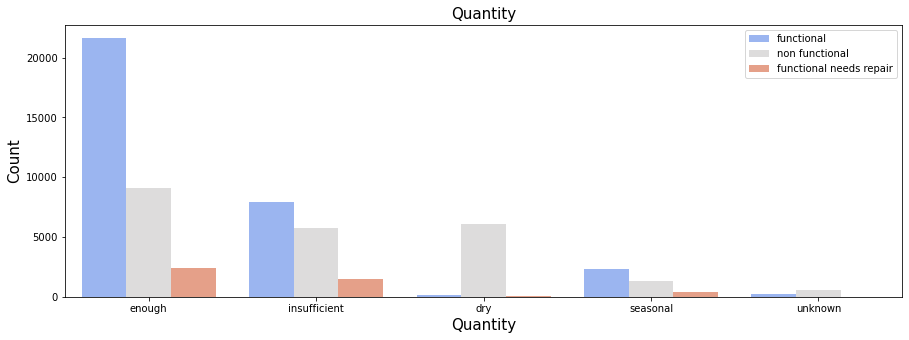 Quantity
functional
non functional
functional needs repair
Count
20000
15000
10000
5000
0
enough insufficient dry seasonal unknown
Quantity